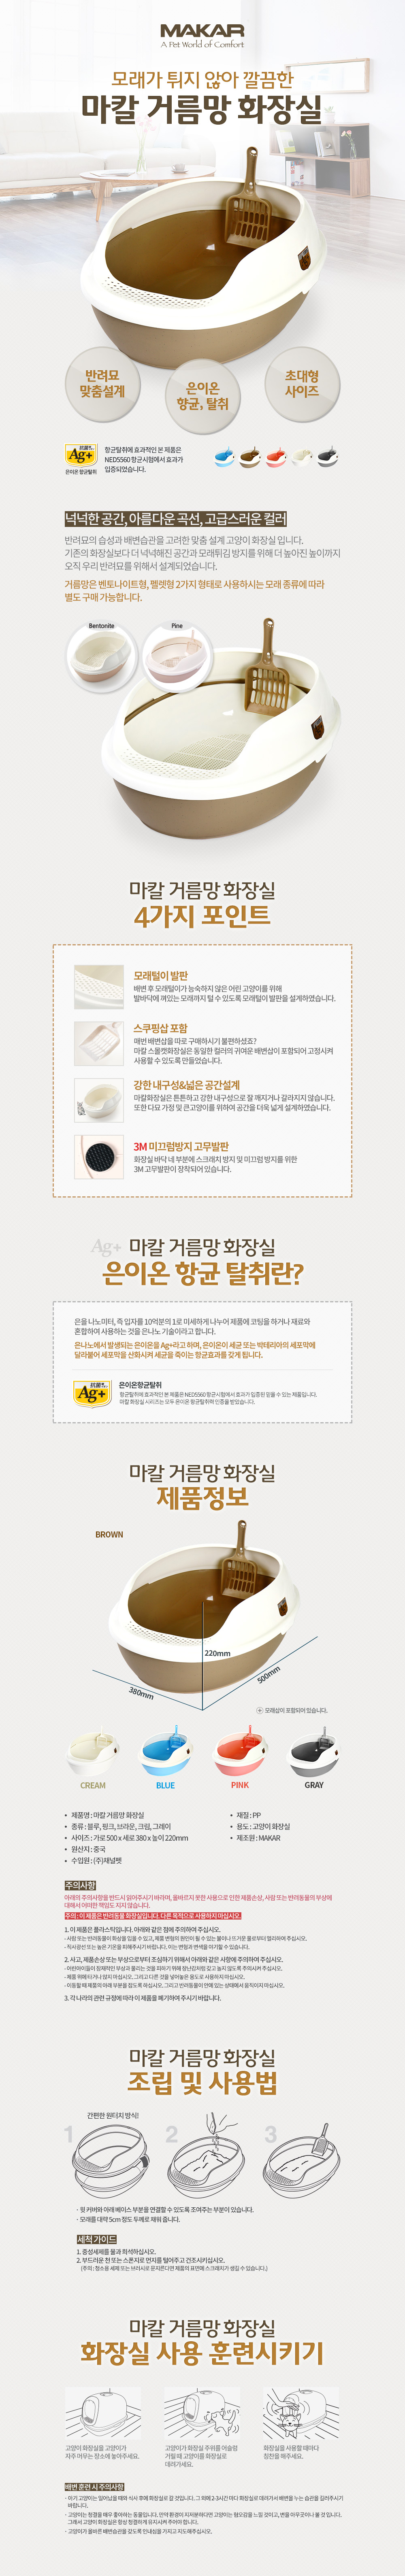 MAKAR
A Pet World of Comfort
모래가 튀지 않아 깔끔한
마칼 거름망 화장실
반려묘
맞춤설계
은이온
향균, 탈취
초대형
사이즈
Ag+
은이온 항균탈취
항균탈취에 효과적인 본 제품은
NED5560 항균시험에서 효과가
입증되었습니다.
넉넉한 공간, 아름다운 곡선, 고급스러운 컬러
반려묘의 습성과 배변습관을 고려한 맞춤 설계 고양이 화장실 입니다.
기존의 화장실보다 더 넉넉해진 공간과 모래튀김 방지를 위해 더 높아진 높이까지
오직 우리 반려묘를 위해서 설계되었습니다.
거름망은 벤토나이트형, 펠렛형 2가지 형태로 사용하시는 모래 종류에 따라
별도 구매 가능합니다.
Bentonite
Pine
마칼 거름망 화장실
4가지 포인트
모래털이 발판
배변 후 모래털이가 능숙하지 않은 어린 고양이를 위해
발바닥에 껴있는 모래까지 털 수 있도록 모래털이 발판을 설계하였습니다.
스쿠핑삽 포함
매번 배변삽을 따로 구매하시기 불편하셨죠?
마칼 스몰캣화장실은 동일한 컬러의 귀여운 배변삽이 포함되어 고정시켜
사용할 수 있도록 만들었습니다.
강한 내구성&넓은 공간설계
마칼화장실은 튼튼하고 강한 내구성으로 잘 깨지거나 갈라지지 않습니다.
또한 다묘 가정 및 큰고양이를 위하여 공간을 더욱 넓게 설계하였습니다.
3M 미끄럼방지 고무발판
화장실 바닥 네 부분에 스크래치 방지 및 미끄럼 방지를 위한
3M 고무발판이 장착되어 있습니다.
Ag+ 마칼 거름망 화장실
은이온 항균 탈취란?
은을 나노미터, 즉 입자를 10억분의 1로 미세하게 나누어 제품에 코팅을 하거나 재료와
혼합하여 사용하는 것을 은나노 기술이라고 합니다.
은나노에서 발생되는 은이온을 Ag+라고 하며, 은이온이 세균 또는 박테리아의 세포막에
달라붙어 세포막을 산화시켜 세균을 죽이는 항균효과를 갖게 됩니다.
Ag+
은이온항균탈취
항균탈취에 효과적인 본 제품은 NED5560 항균시험에서 효과가 입증된 믿을 수 있는 제품입니다.
마칼 화장실 시리즈는 모두 은이온 항균탈취력 인증을 받았습니다.
마칼 거름망 화장실
제품정보
BROWN
220mm
380mm
500mm
모래삽이 포함되어 있습니다.
CREAM
BLUE
PINK
GRAY
• 제품명 : 마칼 거름망 화장실
• 종류 : 블루, 핑크, 브라운, 크림, 그레이
• 사이즈 : 가로 500 x 세로 380 x 높이 220mm
• 원산지 : 중국
• 수입원 : (주)채널펫
• 재질 : PP
• 용도 : 고양이 화장실
• 제조원 : MAKAR
주의사항
아래의 주의사항을 반드시 읽어주시기 바라며, 올바르지 못한 사용으로 인한 제품손상, 사람 또는 반려동물의 부상에
대해서 어떠한 책임도 지지 않습니다.
주의 : 이 제품은 반려동물 화장실입니다. 다른 목적으로 사용하지 마십시오.
1. 이 제품은 플라스틱입니다. 아래와 같은 점에 주의하여 주십시오.
- 사람 또는 반려동물이 화상을 입을 수 있고, 제품 변형의 원인이 될 수 있는 불이나 뜨거운 물로부터 멀리하여 주십시오.
- 직사광선 또는 높은 기온을 피해주시기 바랍니다. 이는 변형과 변색을 야기할 수 있습니다.
2. 사고, 제품손상 또는 부상으로부터 조심하기 위해서 아래와 같은 사항에 주의하여 주십시오.
- 어린아이들이 잠재적인 부상과 물리는 것을 피하기 위해 장난감처럼 갖고 놀지 않도록 주의시켜 주십시오.
- 제품 위에 타거나 앉지 마십시오. 그리고 다른 것을 넣어놓은 용도로 사용하지 마십시오.
- 이동할 때 제품의 아래 부분을 잡도록 하십시오. 그리고 반려동물이 안에 있는 상태에서 움직이지 마십시오.
3. 각 나라의 관련 규정에 따라 이 제품을 폐기하여 주시기 바랍니다.
마칼 거름망 화장실
조립 및 사용법
간편한 원터치 방식!
1
2
3
· 윗 커버와 아래 베이스 부분을 연결할 수 있도록 조여주는 부분이 있습니다.
· 모래를 대략 5cm 정도 두께로 채워 줍니다.
세척가이드
1. 중성세제를 물과 희석하십시오.
2. 부드러운 천 또는 스폰지로 먼지를 털어주고 건조시키십시오.
(주의 : 청소용 세제 또는 브러시로 문지른다면 제품의 표면에 스크래치가 생길 수 있습니다.)
마칼 거름망 화장실
화장실 사용 훈련시키기
고양이 화장실을 고양이가
자주 머무는 장소에 놓아주세요.
고양이가 화장실 주위를 어슬렁
거릴 때 고양이를 화장실로
데려가세요.
화장실을 사용할 때마다
칭찬을 해주세요.
배변 훈련 시 주의사항
· 아기 고양이는 일어났을 때와 식사 후에 화장실로 갈 것입니다. 그 외에 2-3시간 마다 화장실로 데려가서 배변을 누는 습관을 길러주시기
바랍니다.
· 고양이는 청결을 매우 좋아하는 동물입니다. 만약 환경이 지저분하다면 고양이는 혐오감을 느낄 것이고, 변을 아무곳이나 볼 것 입니다.
그래서 고양이 화장실은 항상 청결하게 유지시켜 주어야 합니다.
· 고양이가 올바른 배변습관을 갖도록 인내심을 가지고 지도해주십시오.